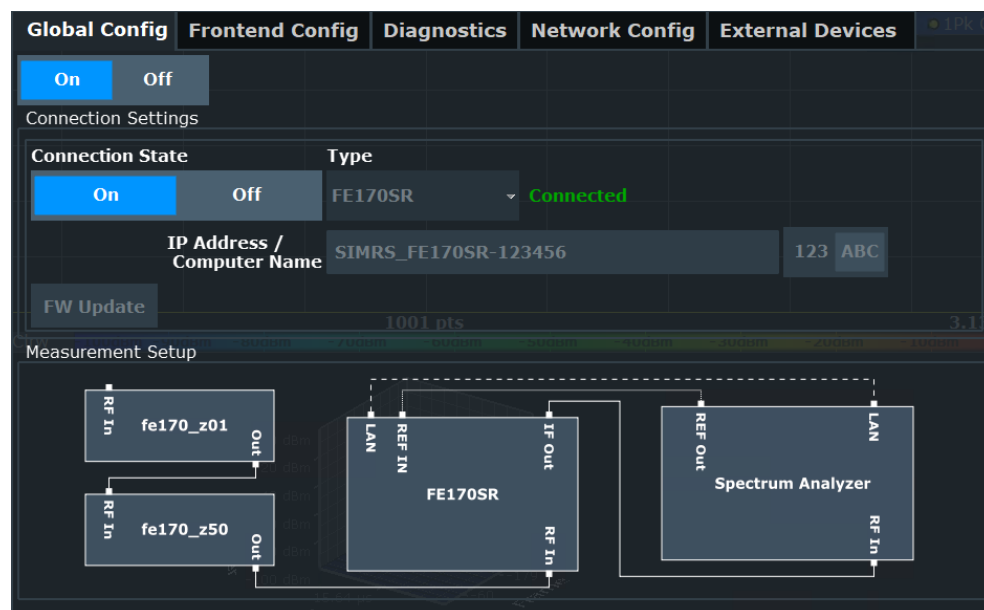 Global Config Frontend Config Diagnostics Network Config External Devices 1Pk
On Off
Connection Settings
Connection State Type
On Off FE170SR Connected
IP Address /
Computer Name SIMRS_FE170SR-123456 123 ABC
FW Update
1001 pts
Measurement Setup
RF In
fe170_z01
Out
RF In
fe170_z50
Out
LAN
REF IN
IF Out
FE170SR
RF In
REF Out
LAN
Spectrum Analyzer
RF In